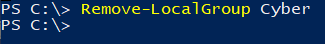 PS C:\> Remove-LocalGroup Cyber
PS C:\>